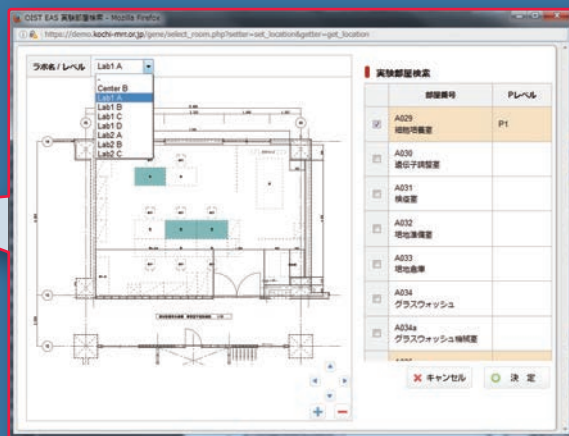 OIST EAS 実験部屋検索 - Mozilla Firefox
https://demo.kochi-mrr.or.jp/gene/select_room.php?setter=set_location&getter=get_location
ラボ名 / レベル
Lab1 A
-
Center B
Lab1 A
Lab1 B
Lab1 C
Lab1 D
Lab2 A
Lab2 B
Lab2 C
実験部屋検索
部屋番号
Pレベル
A029
細胞培養室
P1
A030
遺伝子調整室
A031
検疫室
A032
培地準備室
A033
培地倉庫
A034
グラスウォッシュ
A034a
グラスウォッシュ機械室
キャンセル
決 定